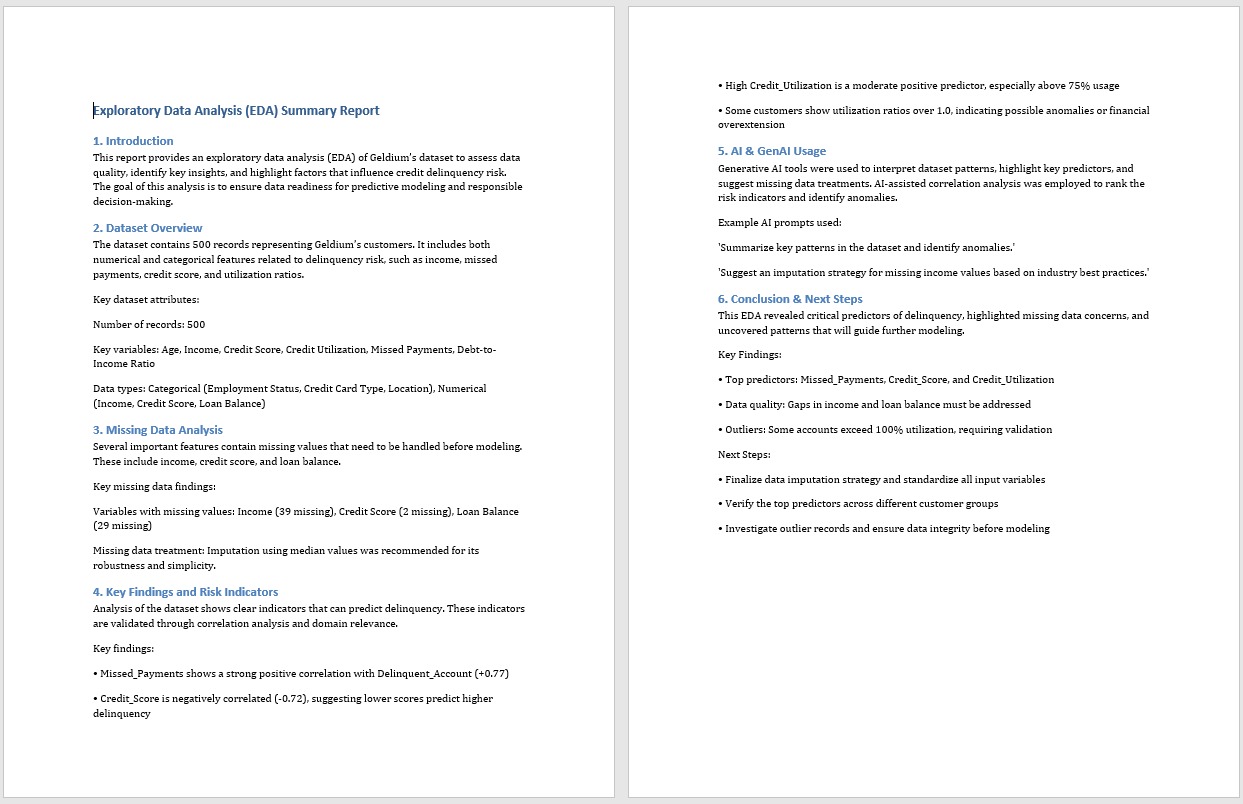 Exploratory Data Analysis (EDA) Summary Report
1. Introduction
This report provides an exploratory data analysis (EDA) of Geldium's dataset to assess data
quality, identify key insights, and highlight factors that influence credit delinquency risk.
The goal of this analysis is to ensure data readiness for predictive modeling and responsible
decision-making.
2. Dataset Overview
The dataset contains 500 records representing Geldium's customers. It includes both
numerical and categorical features related to delinquency risk, such as income, missed
payments, credit score, and utilization ratios.
Key dataset attributes:
Number of records: 500
Key variables: Age, Income, Credit Score, Credit Utilization, Missed Payments, Debt-to-
Income Ratio
Data types: Categorical (Employment Status, Credit Card Type, Location), Numerical
(Income, Credit Score, Loan Balance)
3. Missing Data Analysis
Several important features contain missing values that need to be handled before modeling.
These include income, credit score, and loan balance.
Key missing data findings:
Variables with missing values: Income (39 missing), Credit Score (2 missing), Loan Balance
(29 missing)
Missing data treatment: Imputation using median values was recommended for its
robustness and simplicity.
4. Key Findings and Risk Indicators
Analysis of the dataset shows clear indicators that can predict delinquency. These indicators
are validated through correlation analysis and domain relevance.
Key findings:
• Missed_Payments shows a strong positive correlation with Delinquent_Account (+0.77)
• Credit_Score is negatively correlated (-0.72), suggesting lower scores predict higher
delinquency
• High Credit_Utilization is a moderate positive predictor, especially above 75% usage
• Some customers show utilization ratios over 1.0, indicating possible anomalies or financial
overextension
5. AI & GenAI Usage
Generative AI tools were used to interpret dataset patterns, highlight key predictors, and
suggest missing data treatments. AI-assisted correlation analysis was employed to rank the
risk indicators and identify anomalies.
Example AI prompts used:
'Summarize key patterns in the dataset and identify anomalies.'
'Suggest an imputation strategy for missing income values based on industry best practices.'
6. Conclusion & Next Steps
This EDA revealed critical predictors of delinquency, highlighted missing data concerns, and
uncovered patterns that will guide further modeling.
Key Findings:
• Top predictors: Missed_Payments, Credit_Score, and Credit_Utilization
• Data quality: Gaps in income and loan balance must be addressed
• Outliers: Some accounts exceed 100% utilization, requiring validation
Next Steps:
• Finalize data imputation strategy and standardize all input variables
• Verify the top predictors across different customer groups
• Investigate outlier records and ensure data integrity before modeling